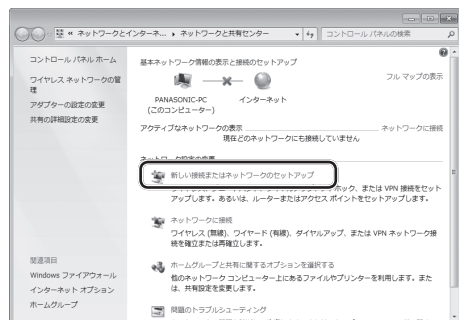 « ネットワークとインターネ... ▸ ネットワークと共有センター
コントロール パネルの検索
コントロール パネル ホーム
ワイヤレス ネットワークの管理
アダプターの設定の変更
共有の詳細設定の変更
基本ネットワーク情報の表示と接続のセットアップ
フル マップの表示
PANASONIC-PC
(このコンピューター)
インターネット
アクティブなネットワークの表示
ネットワークに接続
現在どのネットワークにも接続していません
ネットワーク設定の変更
新しい接続またはネットワークのセットアップ
ホック、または VPN 接続をセット
アップします。あるいは、ルーターまたはアクセス ポイントをセットアップします。
ネットワークに接続
ワイヤレス (無線)、ワイヤード (有線)、ダイヤルアップ、または VPN ネットワーク接
続を確立または再確立します。
ホームグループと共有に関するオプションを選択する
他のネットワーク コンピューター上にあるファイルやプリンターを利用します。また
は、共有設定を変更します。
問題のトラブルシューティング
関連項目
Windows ファイアウォール
インターネット オプション
ホームグループ